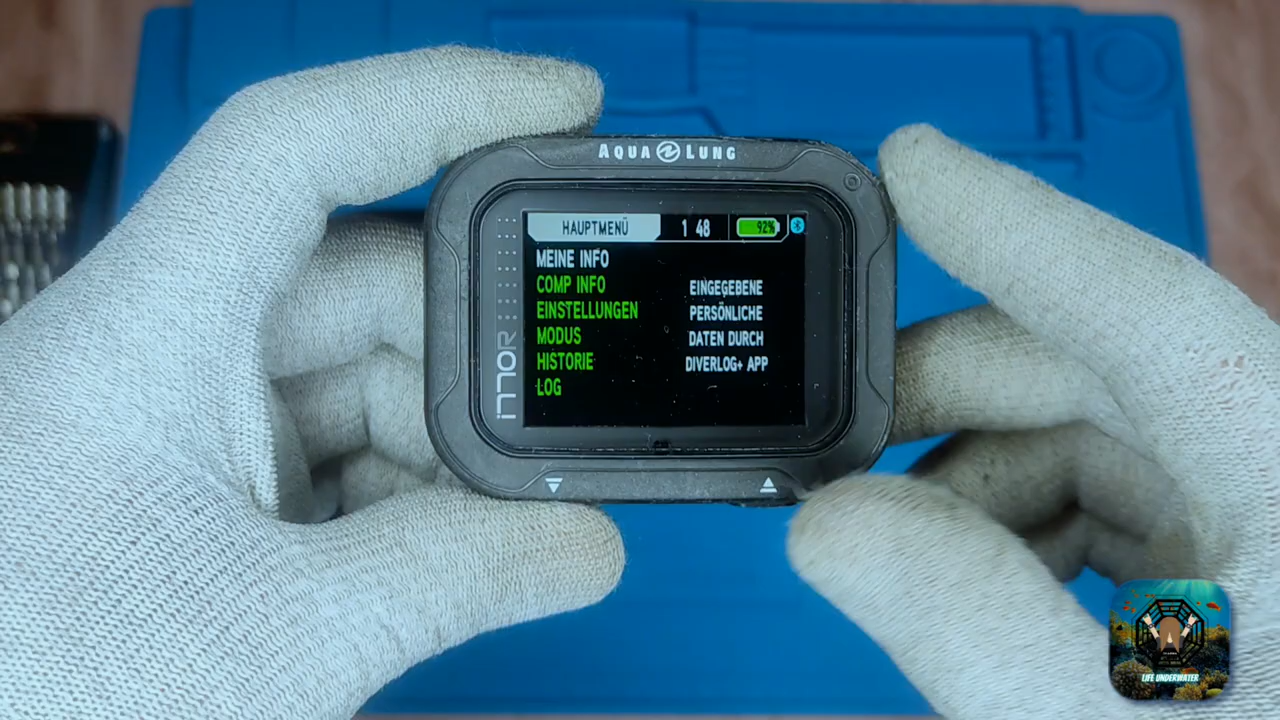 AQUA LUNG
HAUPTMENÜ 1 48 92%
MEINE INFO
COMP INFO
EINSTELLUNGEN
MODUS
HISTORIE
LOG
EINGEGEBENE
PERSÖNLICHE
DATEN DURCH
DIVERLOG+ APP
i770R
LIFE UNDERWATER